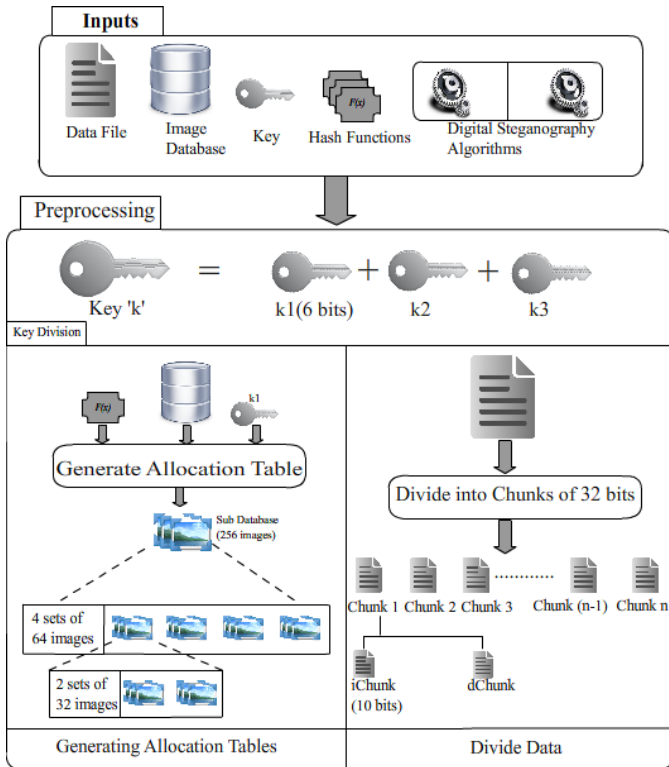 Inputs
Data File
Image
Database
Key
F(x)
Hash Functions
Digital Steganography
Algorithms
Preprocessing
Key 'k'
=
k1(6 bits)
+
k2
+
k3
Key Division
F(x)
k1
Generate Allocation Table
Sub Database
(256 images)
4 sets of
64 images
2 sets of
32 images
Generating Allocation Tables
Divide into Chunks of 32 bits
Chunk 1
Chunk 2
Chunk 3
............
Chunk (n-1)
Chunk n
iChunk
(10 bits)
dChunk
Divide Data